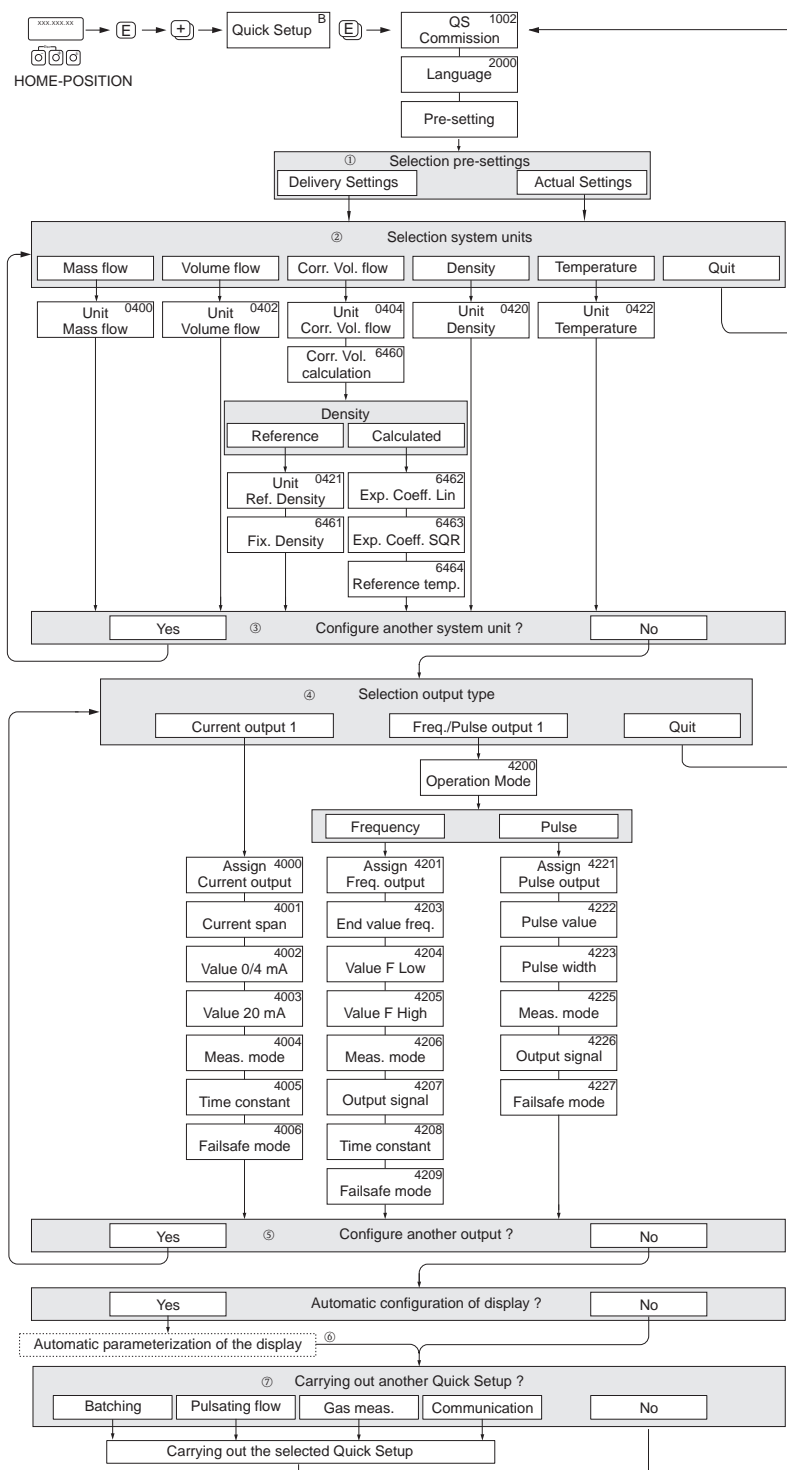 xxx.xxx.xx
E
+
Quick Setup B
E
QS 1002
Commission
HOME-POSITION
Language 2000
Pre-setting
① Selection pre-settings
Delivery Settings Actual Settings
② Selection system units
Mass flow Volume flow Corr. Vol. flow Density Temperature Quit
Unit 0400
Mass flow
Unit 0402
Volume flow
Unit 0404
Corr. Vol. flow
Unit 0420
Density
Unit 0422
Temperature
Corr. Vol. 6460
calculation
Density
Reference Calculated
Unit 0421
Ref. Density
6462
Exp. Coeff. Lin
6461
Fix. Density
6463
Exp. Coeff. SQR
6464
Reference temp.
Yes ③ Configure another system unit ? No
④ Selection output type
Current output 1 Freq./Pulse output 1 Quit
4200
Operation Mode
Frequency Pulse
Assign 4000
Current output
Assign 4201
Freq. output
Assign 4221
Pulse output
4001
Current span
4203
End value freq.
4222
Pulse value
4002
Value 0/4 mA
4204
Value F Low
4223
Pulse width
4003
Value 20 mA
4205
Value F High
4225
Meas. mode
4004
Meas. mode
4206
Meas. mode
4226
Output signal
4005
Time constant
4207
Output signal
4227
Failsafe mode
4006
Failsafe mode
4208
Time constant
4209
Failsafe mode
Yes ⑤ Configure another output ? No
Yes Automatic configuration of display ? No
Automatic parameterization of the display ⑥
⑦ Carrying out another Quick Setup ?
Batching Pulsating flow Gas meas. Communication No
Carrying out the selected Quick Setup